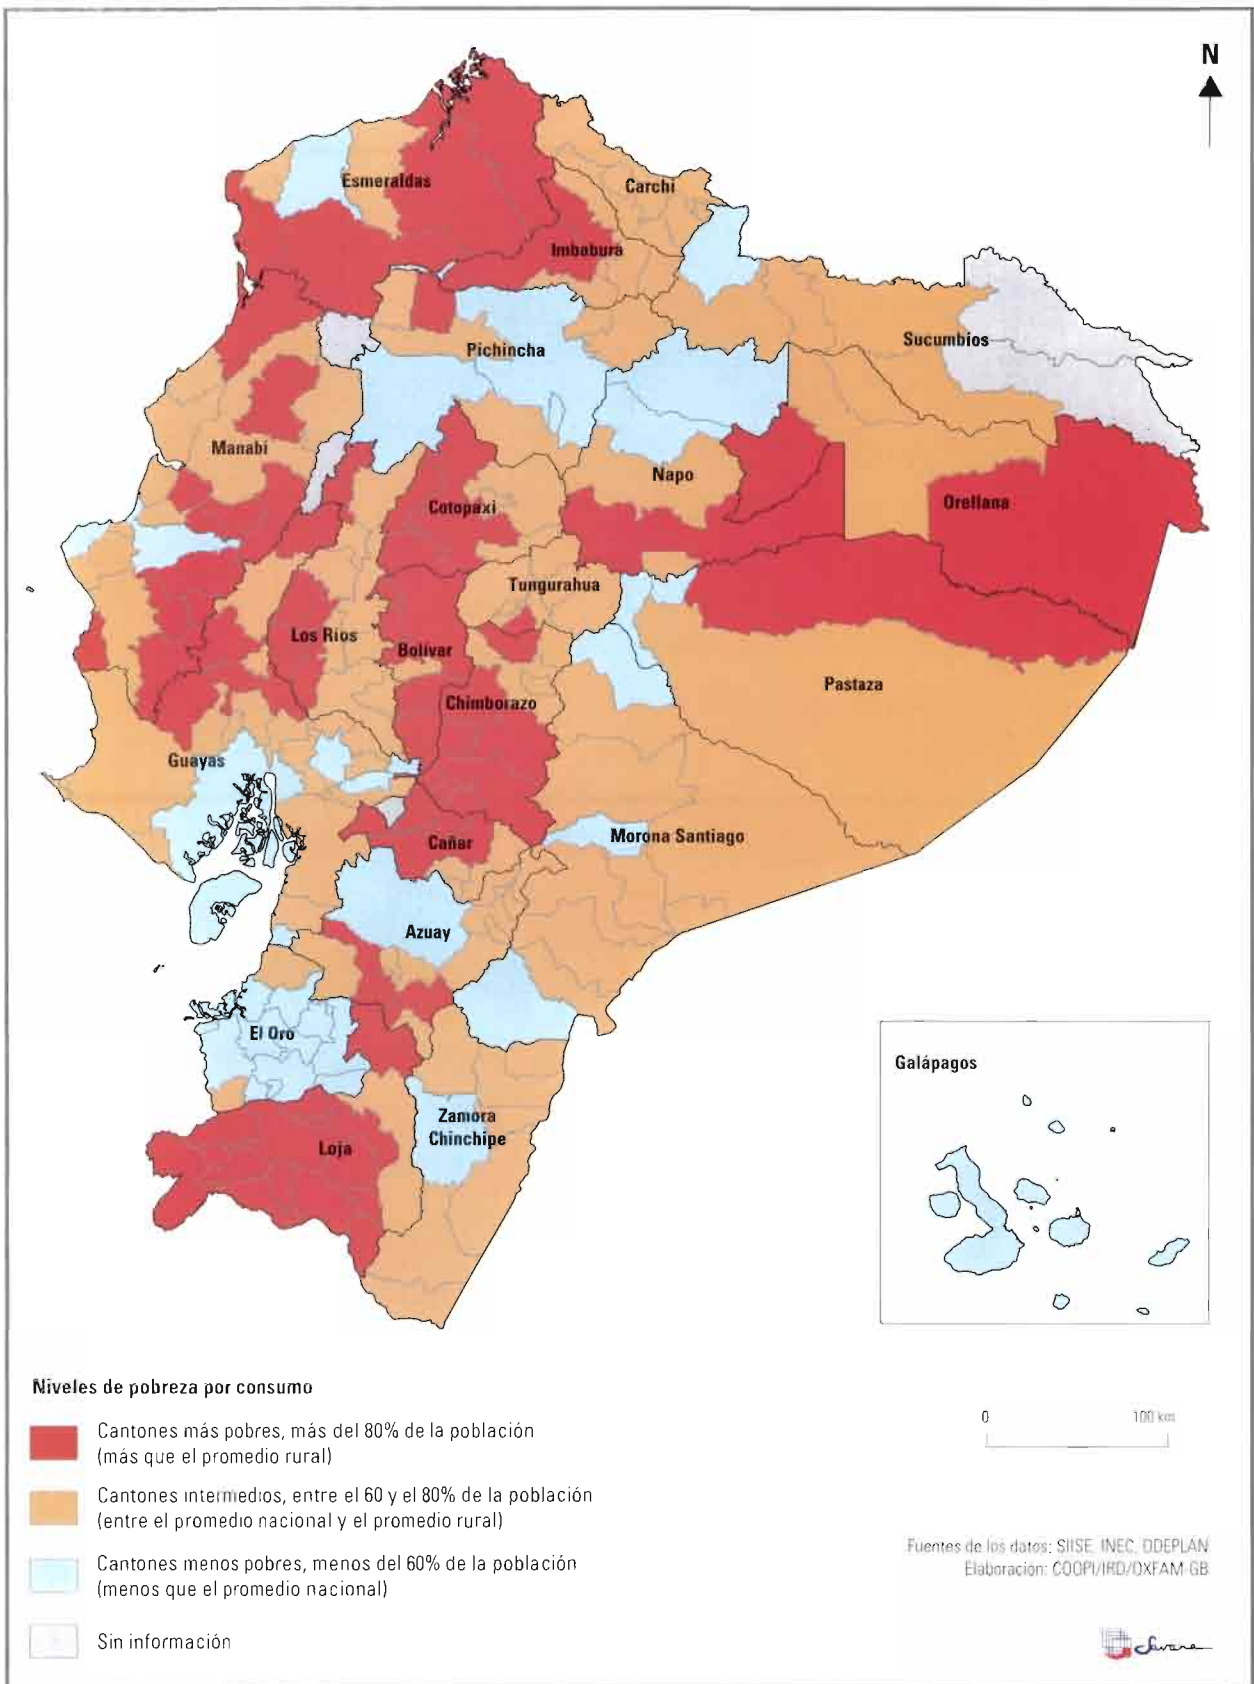 N
Esmeraldas
Carchi
Imbabura
Pichincha
Sucumbíos
Manabí
Napo
Cotopaxi
Orellana
Tungurahua
Los Ríos
Bolívar
Pastaza
Chimborazo
Guayas
Morona Santiago
Cañar
Azuay
El Oro
Galápagos
Zamora
Chinchipe
Loja
Niveles de pobreza por consumo
Cantones más pobres, más del 80% de la población
(más que el promedio rural)
Cantones intermedios, entre el 60 y el 80% de la población
(entre el promedio nacional y el promedio rural)
Cantones menos pobres, menos del 60% de la población
(menos que el promedio nacional)
Sin información
0 100 km
Fuentes de los datos: SIISE, INEC, ODEPLÁN
Elaboración: COOPI/IRD/OXFAM-GB
Savane